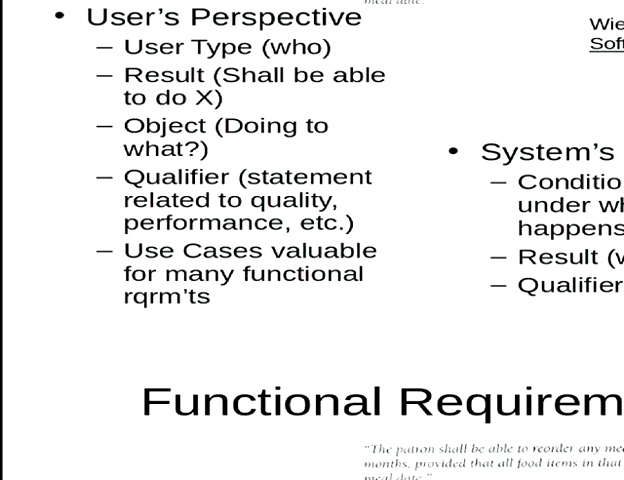 meal date.
• User’s Perspective
– User Type (who)
– Result (Shall be able
to do X)
– Object (Doing to
what?)
– Qualifier (statement
related to quality,
performance, etc.)
– Use Cases valuable
for many functional
rqrm’ts
Wie
Soft
• System’s
– Conditio
under wh
happens
– Result (w
– Qualifier
Functional Requirem
“The patron shall be able to reorder any mea
months, provided that all food items in that
meal date.”